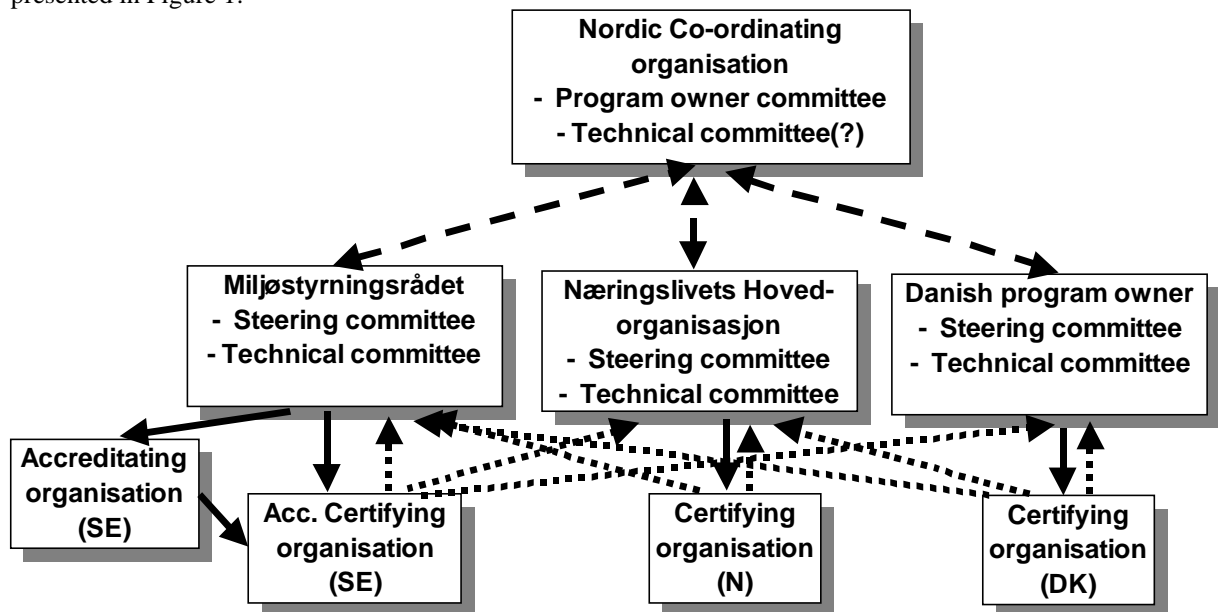 presented in Figure 1.
Nordic Co-ordinating
organisation
- Program owner committee
- Technical committee(?)
Miljøstyrningsrådet
- Steering committee
- Technical committee
Næringslivets Hoved-
organisasjon
- Steering committee
- Technical committee
Danish program owner
- Steering committee
- Technical committee
Accreditating
organisation
(SE)
Acc. Certifying
organisation
(SE)
Certifying
organisation
(N)
Certifying
organisation
(DK)